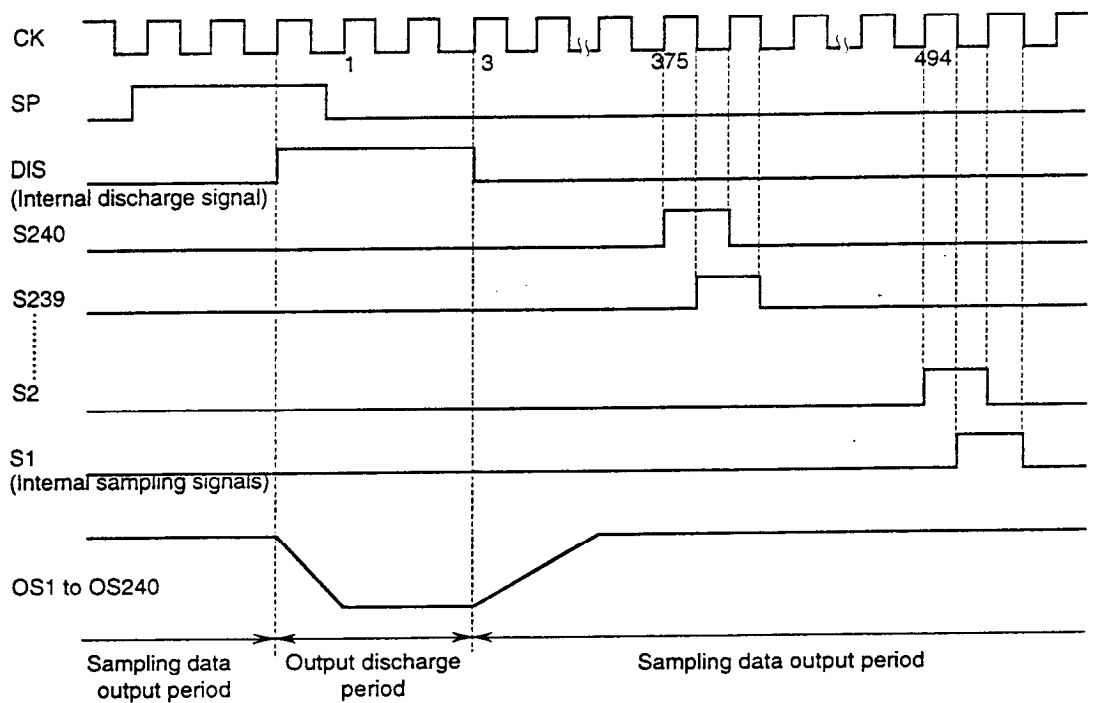 CK
1
3
375
494
SP
DIS
(Internal discharge signal)
S240
S239
S2
S1
(Internal sampling signals)
OS1 to OS240
Sampling data
output period
Output discharge
period
Sampling data output period